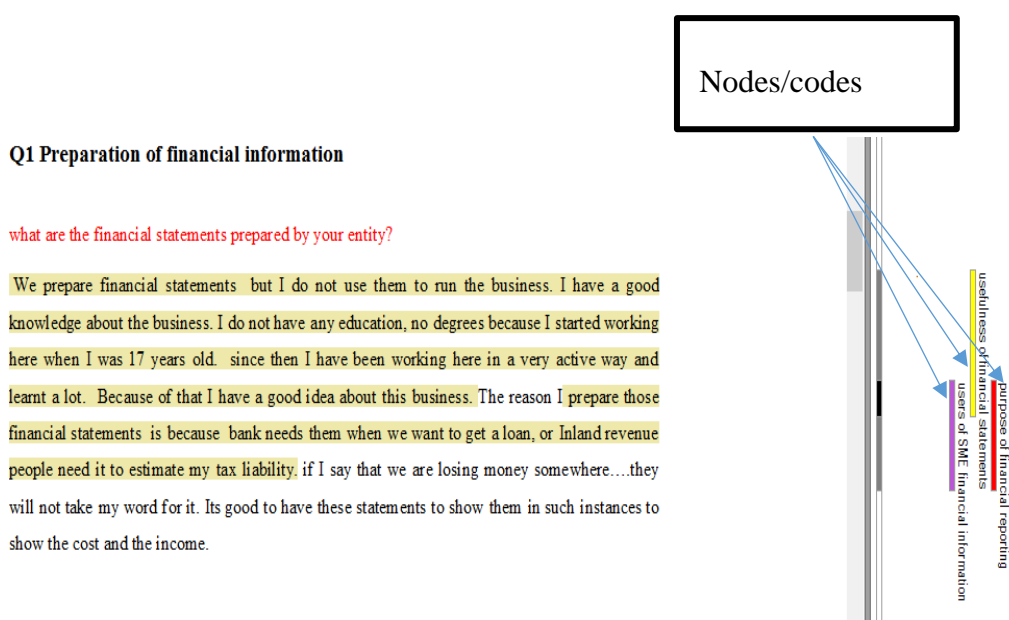 Nodes/codes
Q1 Preparation of financial information
what are the financial statements prepared by your entity?
We prepare financial statements but I do not use them to run the business. I have a good
knowledge about the business. I do not have any education, no degrees because I started working
here when I was 17 years old. since then I have been working here in a very active way and
learnt a lot. Because of that I have a good idea about this business. The reason I prepare those
financial statements is because bank needs them when we want to get a loan, or Inland revenue
people need it to estimate my tax liability. if I say that we are losing money somewhere….they
will not take my word for it. Its good to have these statements to show them in such instances to
show the cost and the income.
usefulness of financial statements
purpose of financial reporting
users of SME financial information